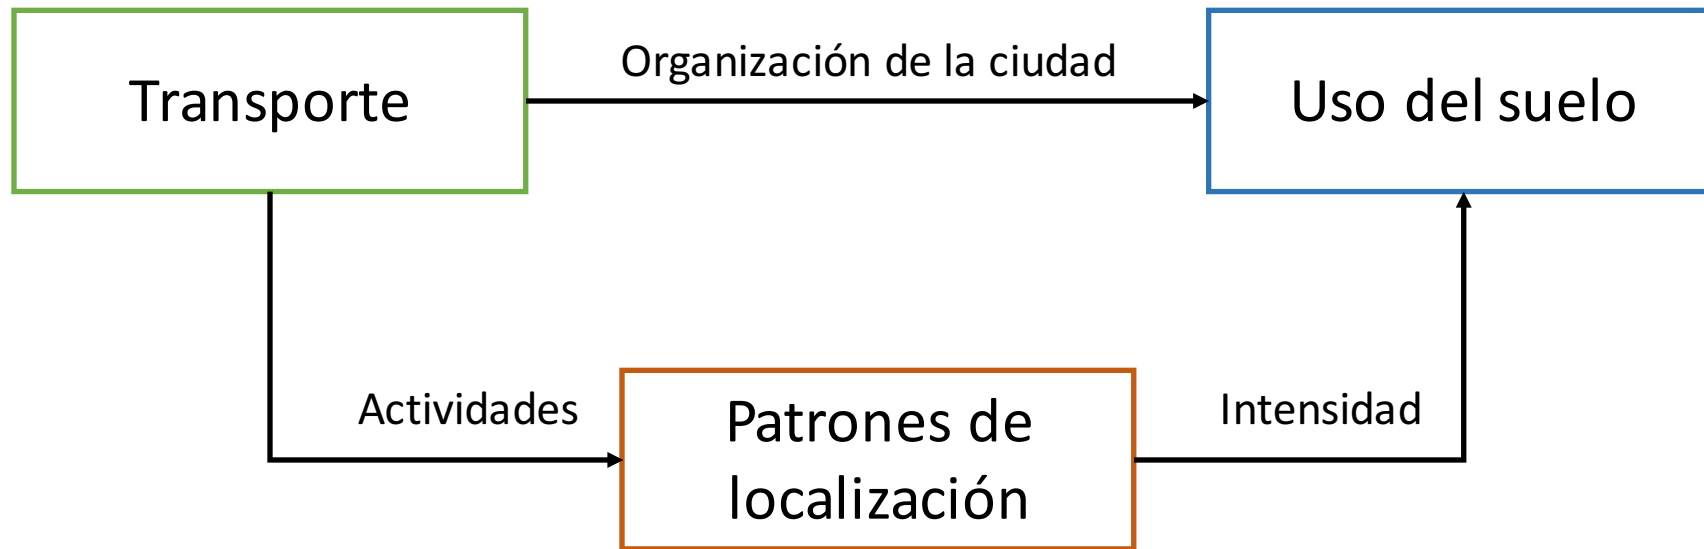 Organización de la ciudad
Transporte
Uso del suelo
Actividades
Patrones de
localización
Intensidad